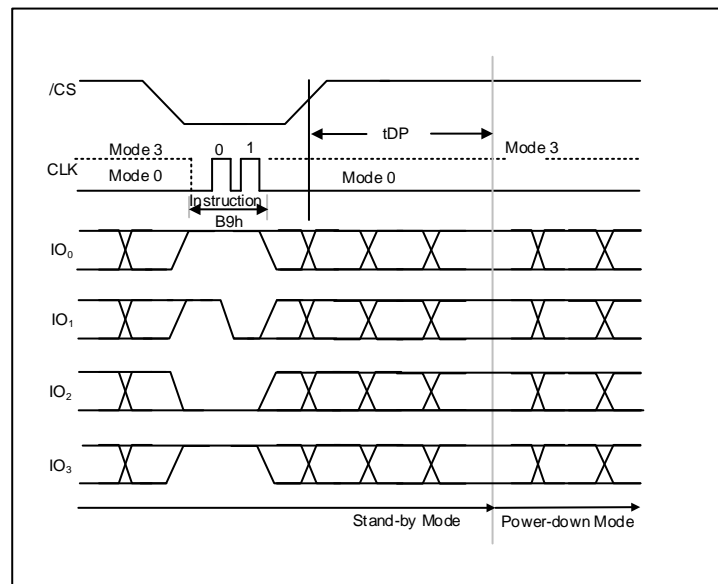 /CS
tDP
Mode 3 0 1 Mode 3
CLK
Mode 0 Mode 0
Instruction
B9h
IO0
IO1
IO2
IO3
Stand-by Mode Power-down Mode